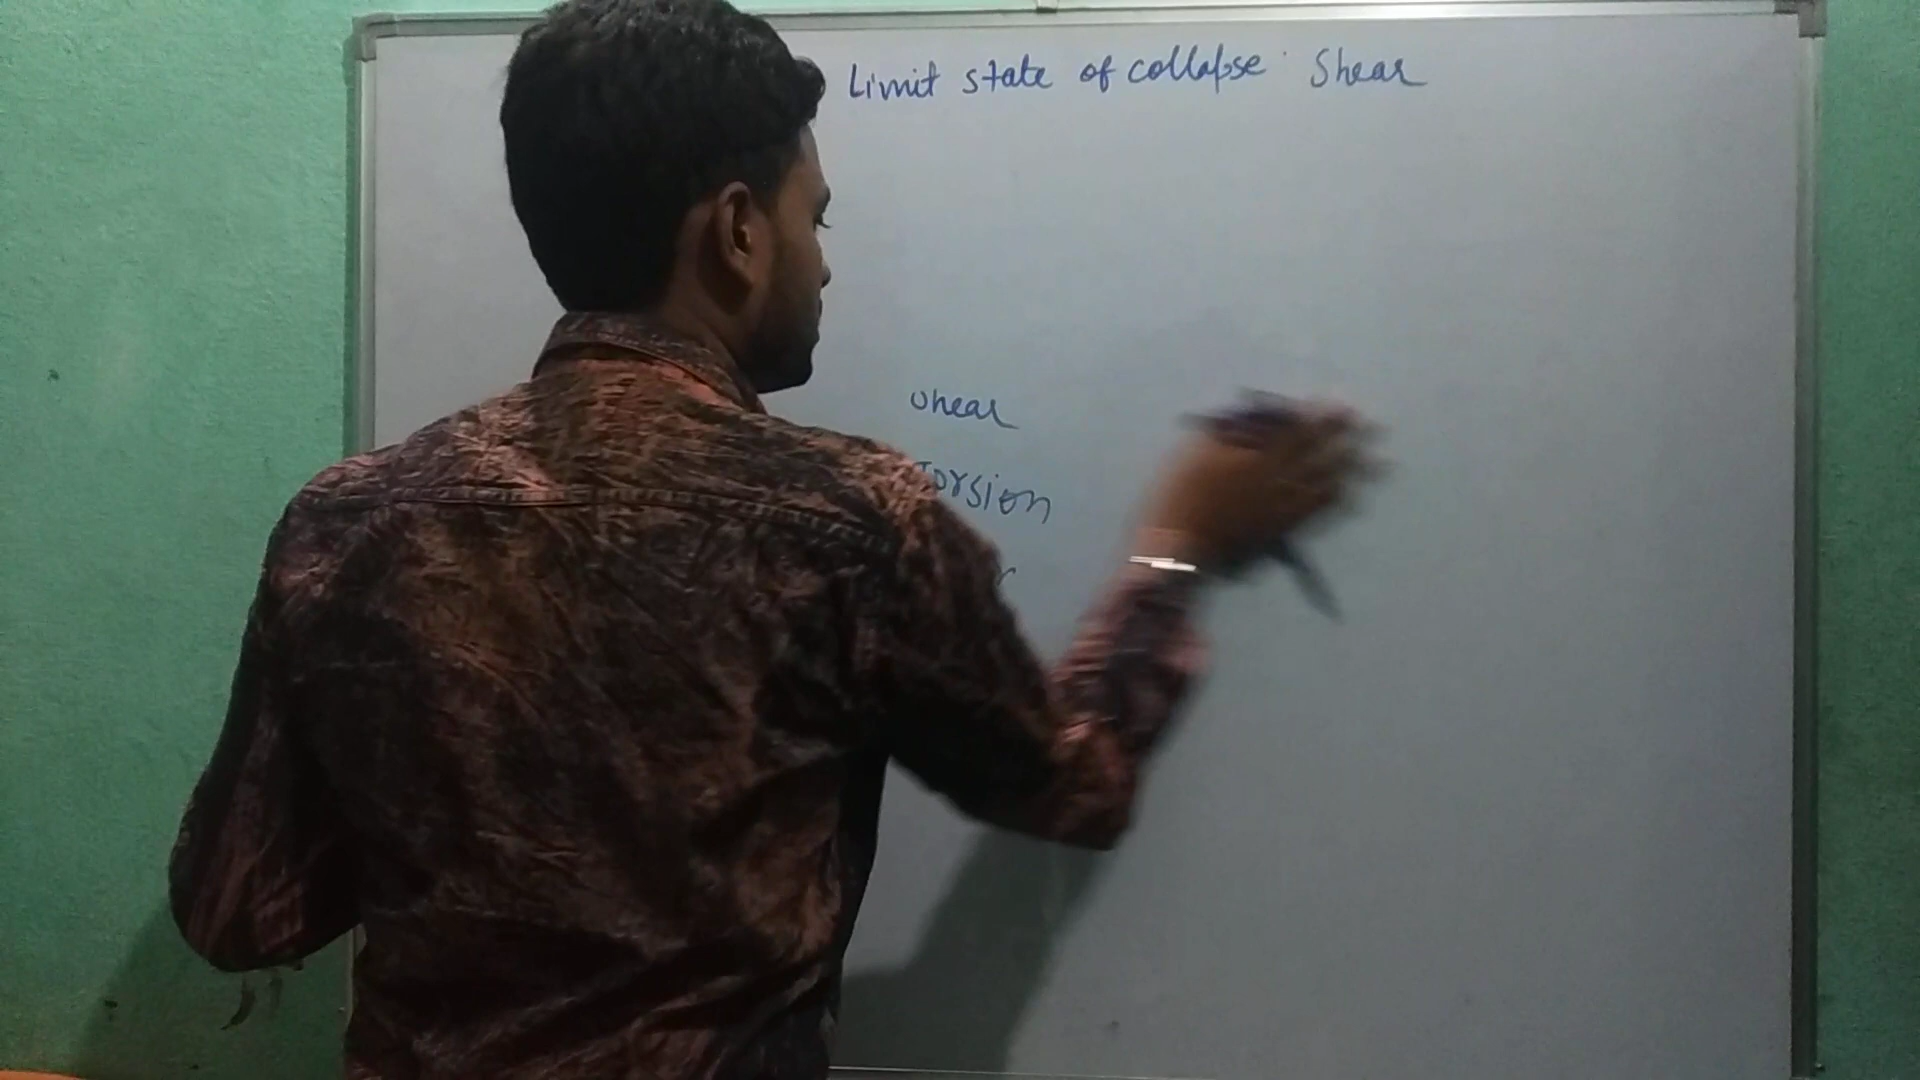 Limit state of collapse : Shear
Shear
Torsion